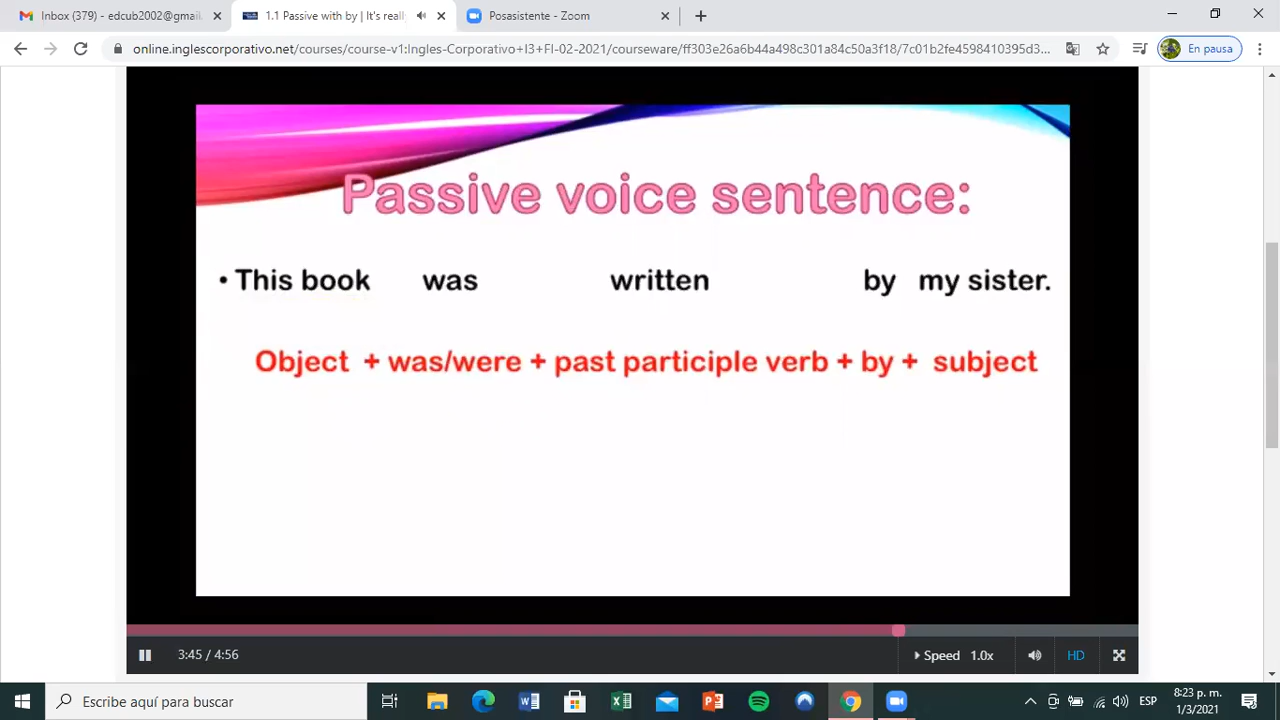 Inbox (379) - edcub2002@gmail.
1.1 Passive with by | It's reall
Posasistente - Zoom
online.inglescorporativo.net/courses/course-v1:Ingles-Corporativo+I3+FI-02-2021/courseware/ff303e26a6b44a498c301a84c50a3f18/7c01b2fe4598410395d3...
En pausa
Passive voice sentence:
• This book was written by my sister.
Object + was/were + past participle verb + by + subject
3:45 / 4:56
Speed 1.0x
HD
Escribe aquí para buscar
ESP
8:23 p. m.
1/3/2021